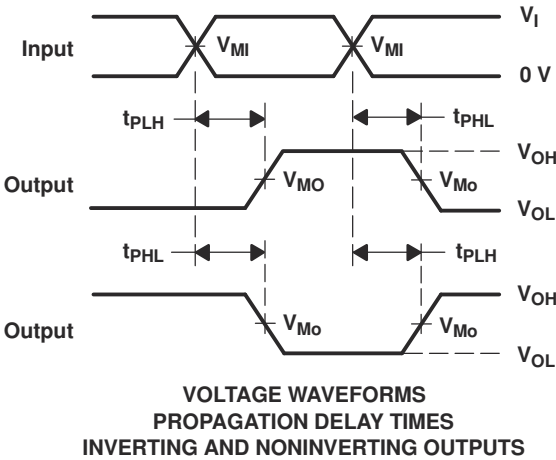 V_I
Input V_MI V_MI
0 V
t_PLH t_PHL
V_OH
Output V_MO V_Mo
V_OL
t_PHL t_PLH
V_OH
Output V_Mo V_Mo
V_OL
VOLTAGE WAVEFORMS
PROPAGATION DELAY TIMES
INVERTING AND NONINVERTING OUTPUTS